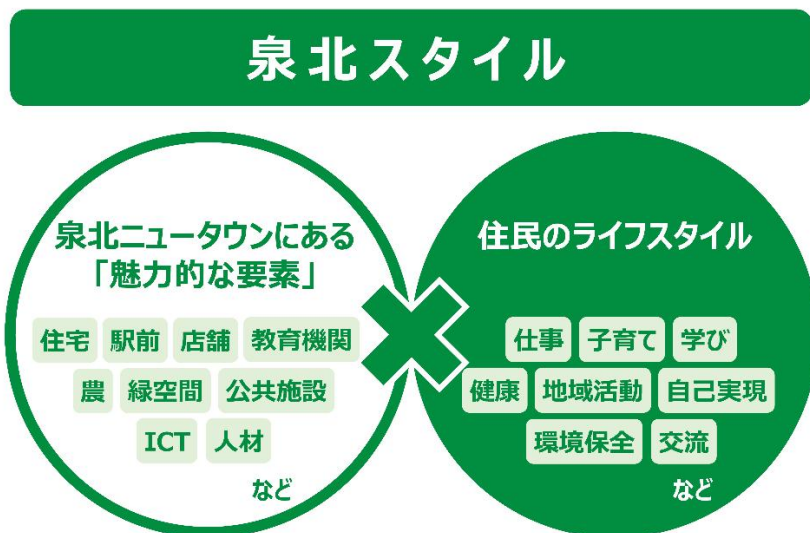 泉北スタイル
泉北ニュータウンにある
「魅力的な要素」
住宅 駅前 店舗 教育機関
農 緑空間 公共施設
ICT 人材
など
住民のライフスタイル
仕事 子育て 学び
健康 地域活動 自己実現
環境保全 交流
など